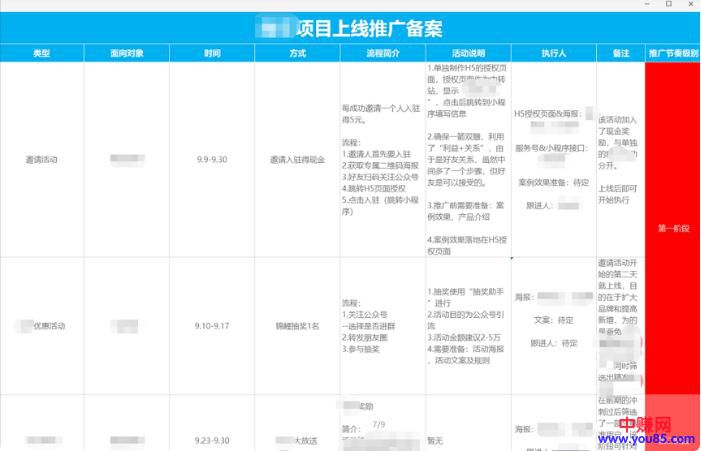 项目上线推广备案
类型
面向对象
时间
方式
流程简介
活动说明
执行人
备注
推广节奏级别
邀请活动
9.9-9.30
邀请入驻得现金
每成功邀请一个人入驻
得5元。
流程：
1.邀请人首先要入驻
2.获取专属二维码海报
3.好友扫码关注公众号
4.跳转H5页面授权
5.点击入驻（跳转小程
序）
1.单独制作H5的授权页
面，授权页面作为中转
站，显示
”，点击后跳转到小程
序填写信息
2.确保一箭双雕，利用
了“利益+关系”，由
于是好友关系，虽然中
间多了一个步骤，但好
友是可以接受的。
3.推广前需要准备：案
例效果，产品介绍
4.案例效果落地在H5授
权页面
H5授权页面&海报：
服务号&小程序接口：
案例效果准备：待定
跟进人：
该活动加入
了现金奖
励，与单独
的
动
分开。
上线后即可
开始执行
第一阶段
优惠活动
9.10-9.17
锦鲤抽奖1名
流程：
1.关注公众号
--选择是否进群
2.转发朋友圈
3.参与抽奖
1.抽奖使用“抽奖助手
”进行
2.活动目的为公众号引
流
3.活动金额建议2-5万
4.需要准备：活动海报
，活动文案及规则
海报：
文案：待定
跟进人：待定
邀请活动开
始的第二天
就上线，目
的在于扩大
品牌和提高
新增，为的
是避免
同时筛
选出
9.23-9.30
大放送
奖励
简介：
7/9
暂无
海报：
在前期的冲
刺过后筛选
了一
中赚网
www.you85.com